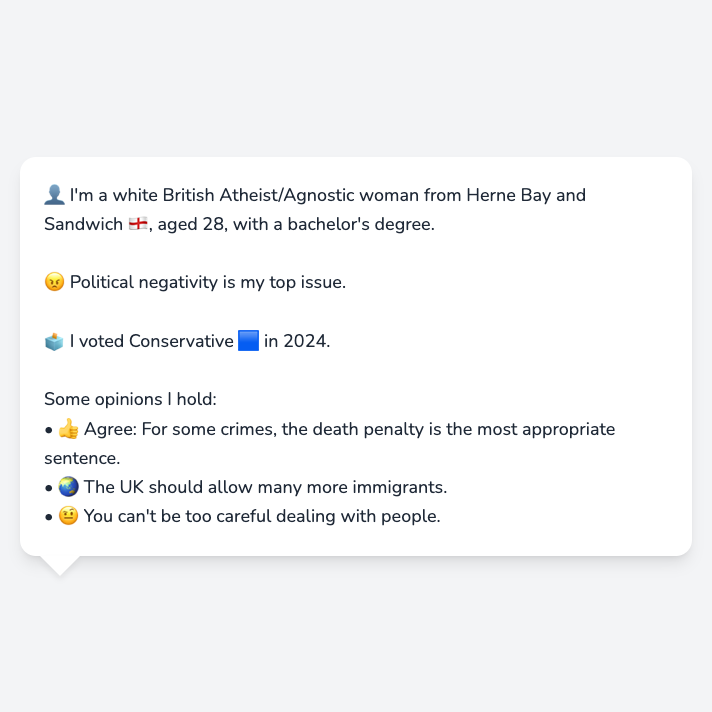 👤 I'm a white British Atheist/Agnostic woman from Herne Bay and
Sandwich 🏴󠁧󠁢󠁥󠁮󠁧󠁿, aged 28, with a bachelor's degree.
😠 Political negativity is my top issue.
🗳️ I voted Conservative 🟦 in 2024.
Some opinions I hold:
• 👍 Agree: For some crimes, the death penalty is the most appropriate
sentence.
• 🌏 The UK should allow many more immigrants.
• 🤨 You can't be too careful dealing with people.